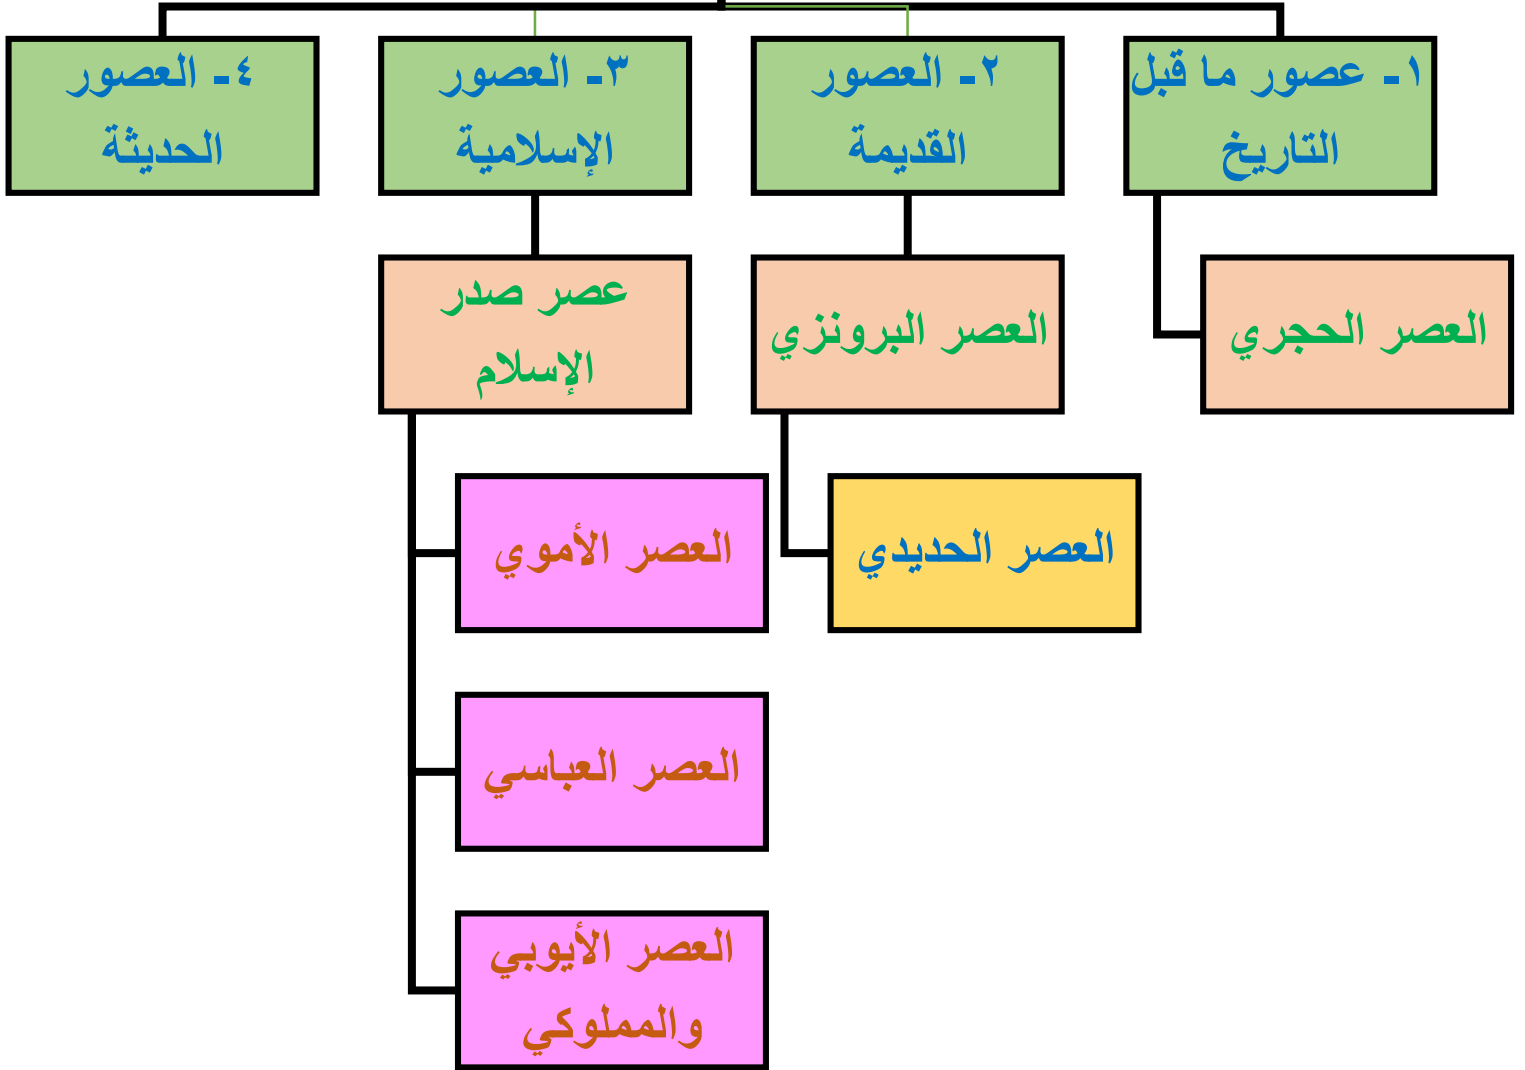 ١- عصور ما قبل
التاريخ
٢- العصور
القديمة
٣- العصور
الإسلامية
٤- العصور
الحديثة
العصر الحجري
العصر البرونزي
عصر صدر
الإسلام
العصر الحديدي
العصر الأموي
العصر العباسي
العصر الأيوبي
والمملوكي